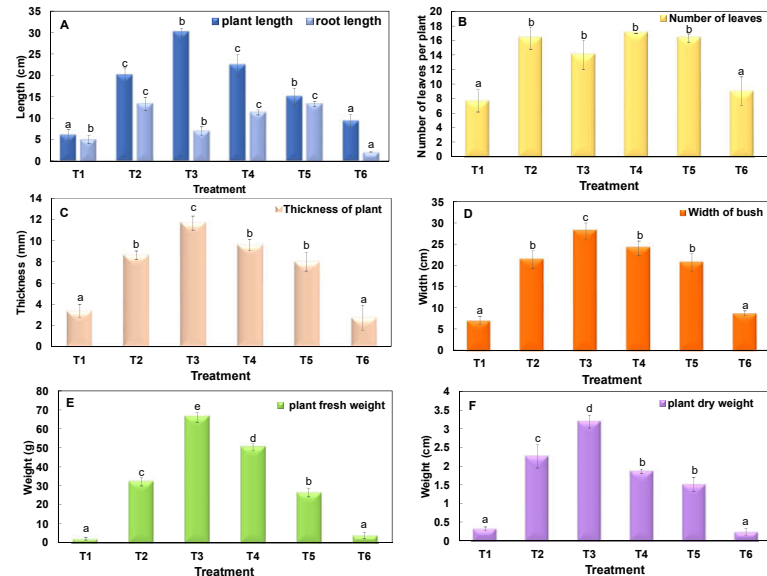 A
plant length
root length
Length (cm)
35
30
25
20
15
10
5
0
a
b
c
c
b
b
c
c
b
c
a
a
T1 T2 T3 T4 T5 T6
Treatment
B
Number of leaves
Number of leaves per plant
20
18
16
14
12
10
8
6
4
2
0
a
b
b
b
b
a
T1 T2 T3 T4 T5 T6
Treatment
C
Thickness of plant
Thickness (mm)
14
12
10
8
6
4
2
0
a
b
c
b
b
a
T1 T2 T3 T4 T5 T6
Treatment
D
Width of bush
Width (cm)
35
30
25
20
15
10
5
0
a
b
c
b
b
a
T1 T2 T3 T4 T5 T6
Treatment
E
plant fresh weight
Weight (g)
80
70
60
50
40
30
20
10
0
a
c
e
d
b
a
T1 T2 T3 T4 T5 T6
Treatment
F
plant dry weight
Weight (cm)
4
3.5
3
2.5
2
1.5
1
0.5
0
a
c
d
b
b
a
T1 T2 T3 T4 T5 T6
Treatment